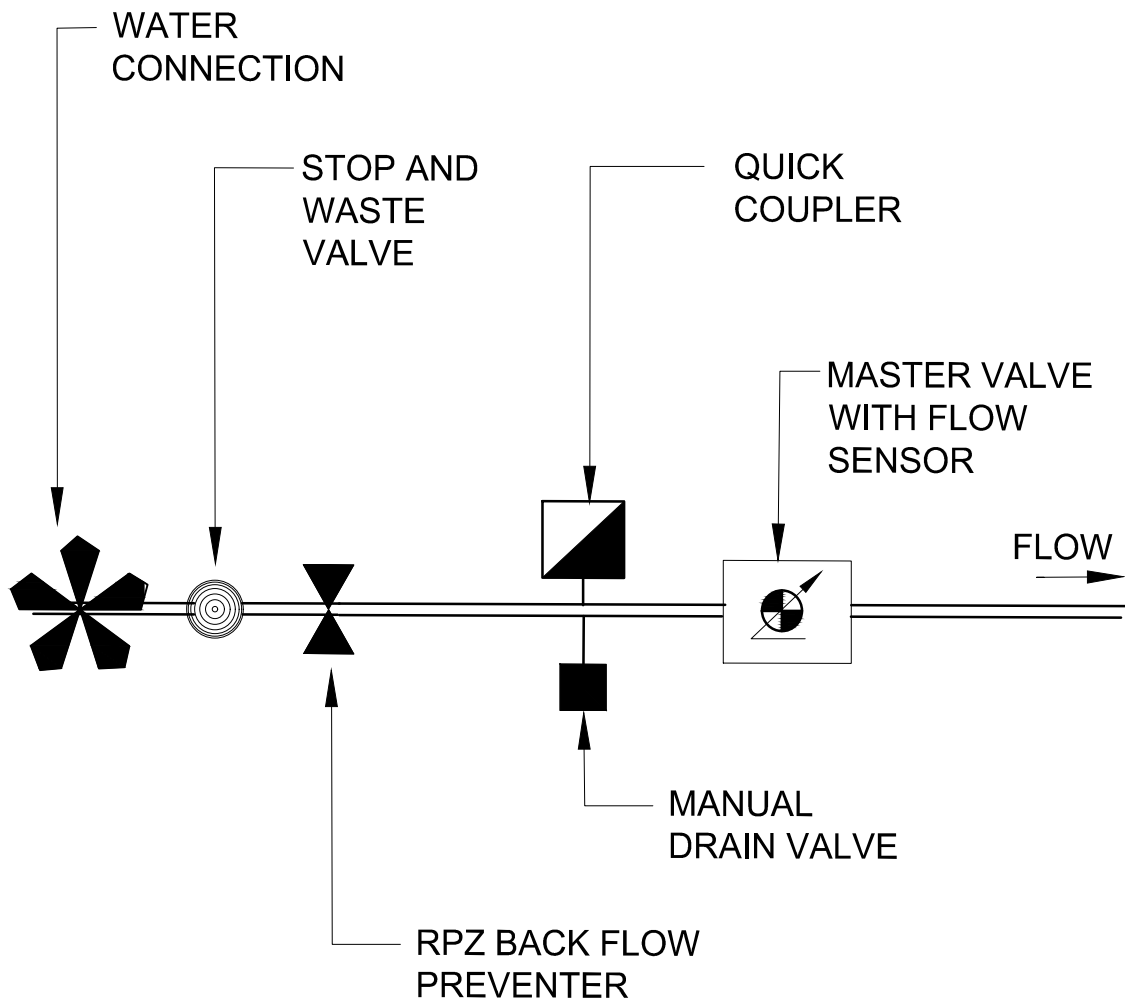 WATER
CONNECTION
STOP AND
WASTE
VALVE
QUICK
COUPLER
MASTER VALVE
WITH FLOW
SENSOR
FLOW
MANUAL
DRAIN VALVE
RPZ BACK FLOW
PREVENTER